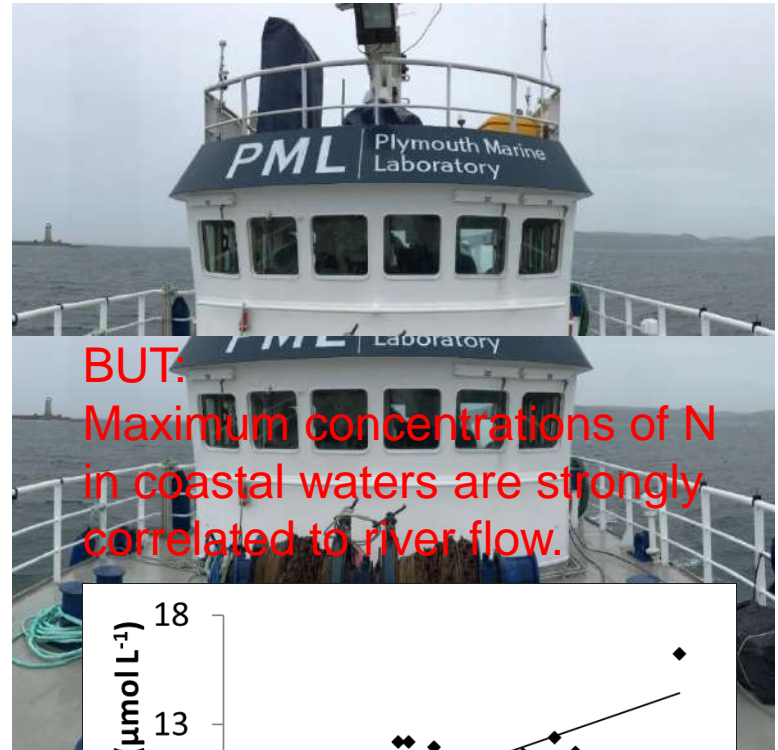 PML Plymouth Marine
Laboratory
Laboratory
BUT:
Maximum concentrations of N
in coastal waters are strongly
correlated to river flow.
18
(µmol L-1)
13